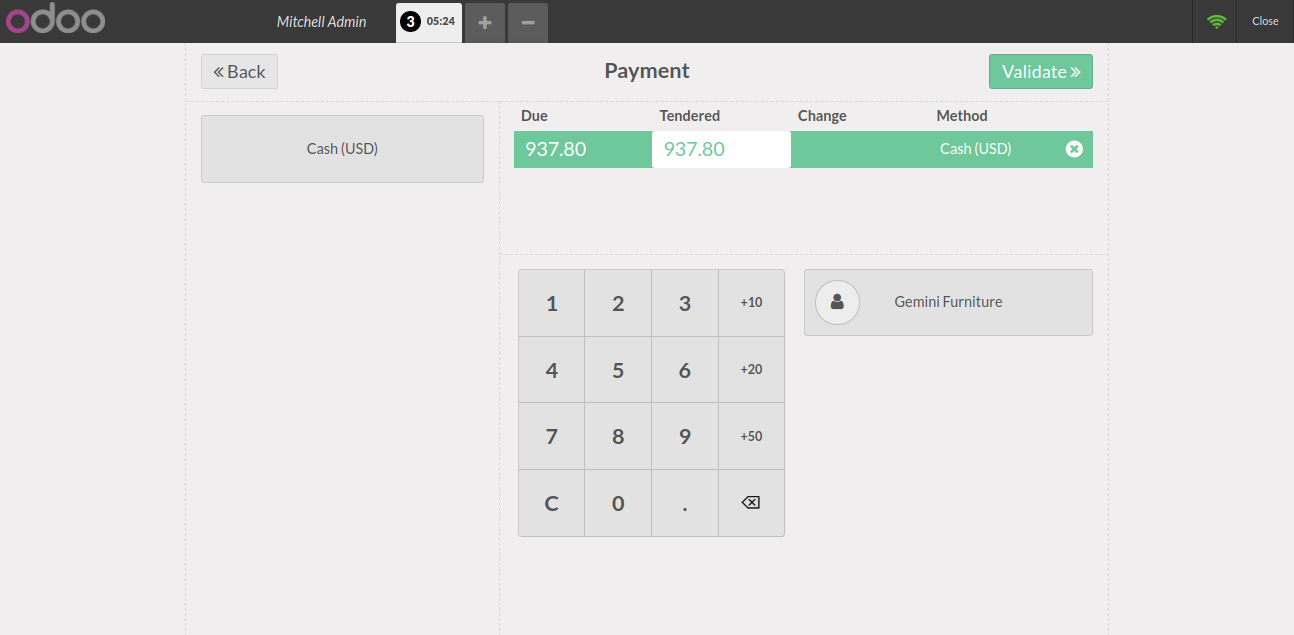 odoo Mitchell Admin 3 05:24 + − Close
Back Payment Validate
Cash (USD)
Due Tendered Change Method
937.80 937.80 Cash (USD)
1 2 3 +10
4 5 6 +20
7 8 9 +50
C 0 .
Gemini Furniture